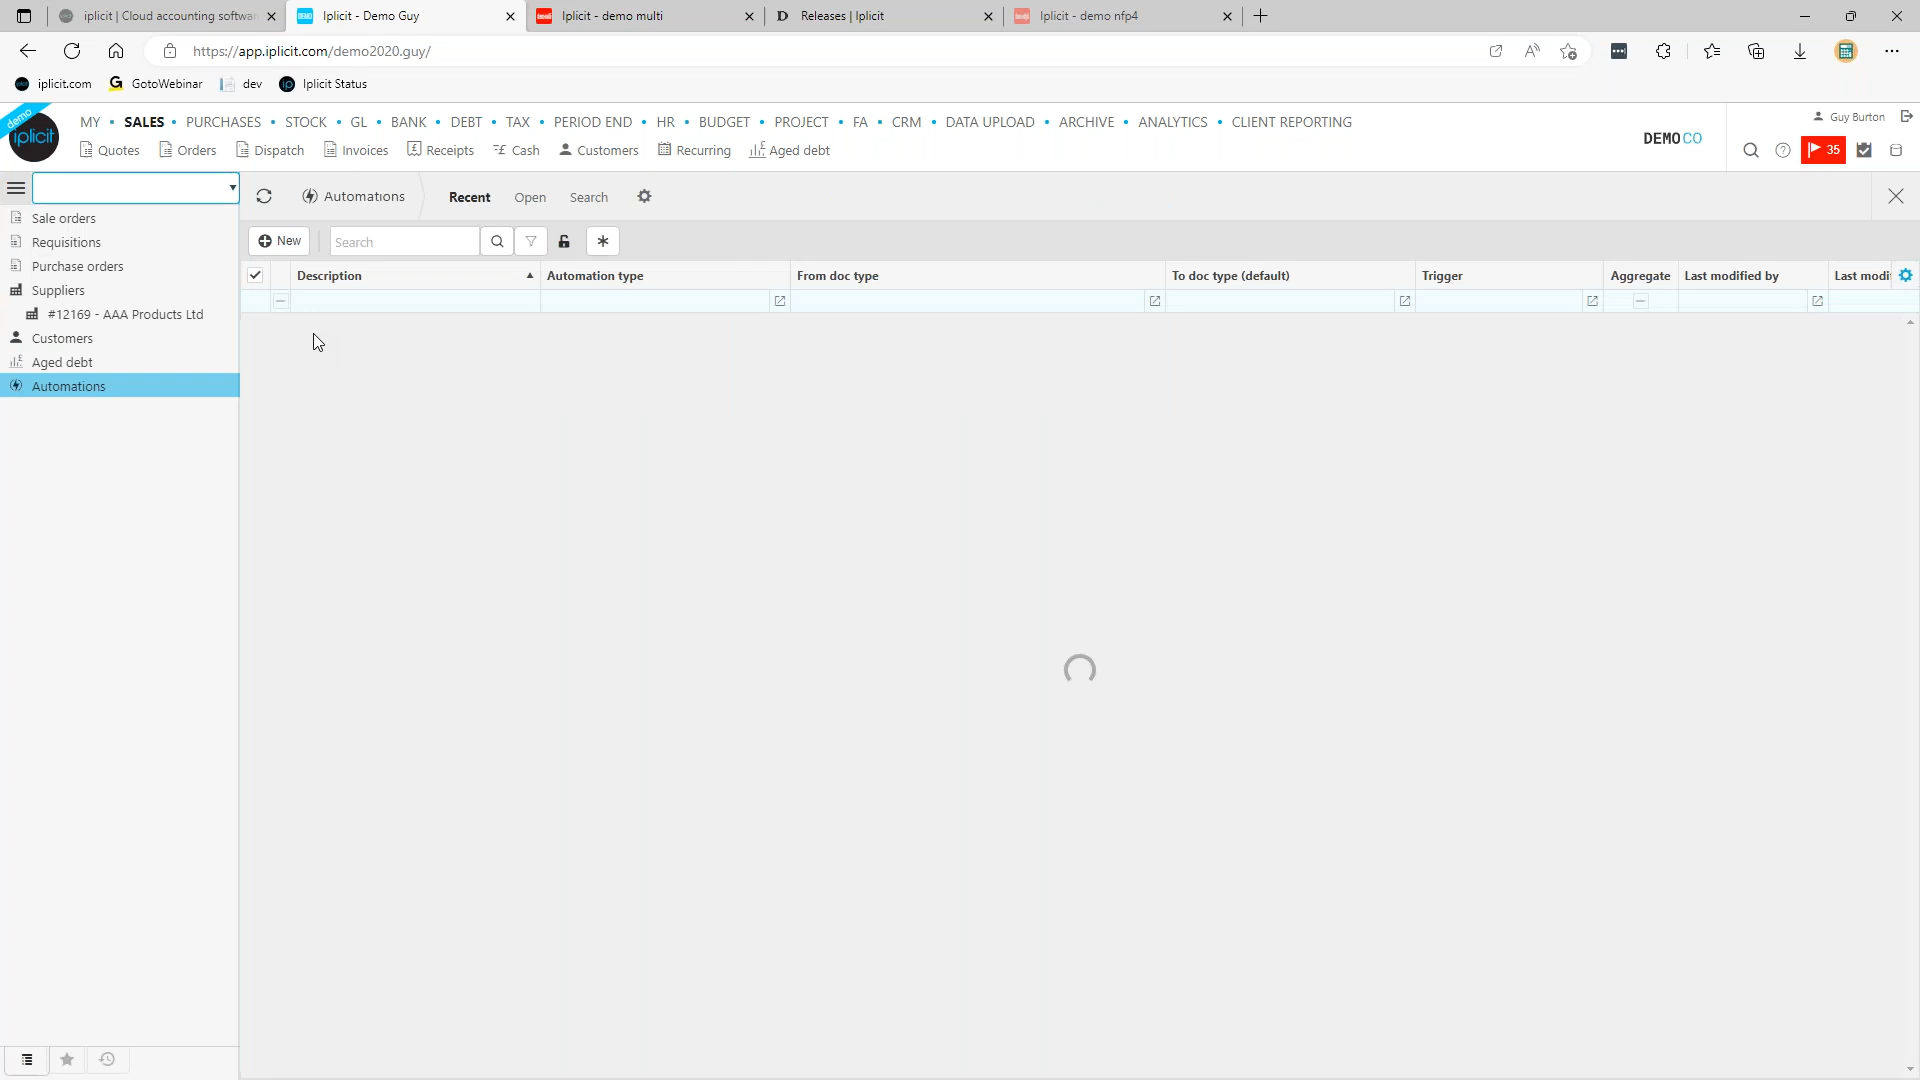 iplicit | Cloud accounting softwar
Iplicit - Demo Guy
Iplicit - demo multi
Releases | Iplicit
Iplicit - demo nfp4
https://app.iplicit.com/demo2020.guy/
iplicit.com
GotoWebinar
dev
Iplicit Status
demo
iplicit
MY • SALES • PURCHASES • STOCK • GL • BANK • DEBT • TAX • PERIOD END • HR • BUDGET • PROJECT • FA • CRM • DATA UPLOAD • ARCHIVE • ANALYTICS • CLIENT REPORTING
Guy Burton
DEMOCO
Quotes Orders Dispatch Invoices Receipts Cash Customers Recurring Aged debt
35
Automations
Recent Open Search
Sale orders
Requisitions
Purchase orders
Suppliers
#12169 - AAA Products Ltd
Customers
Aged debt
Automations
New
Search
Description Automation type From doc type To doc type (default) Trigger Aggregate Last modified by Last modi